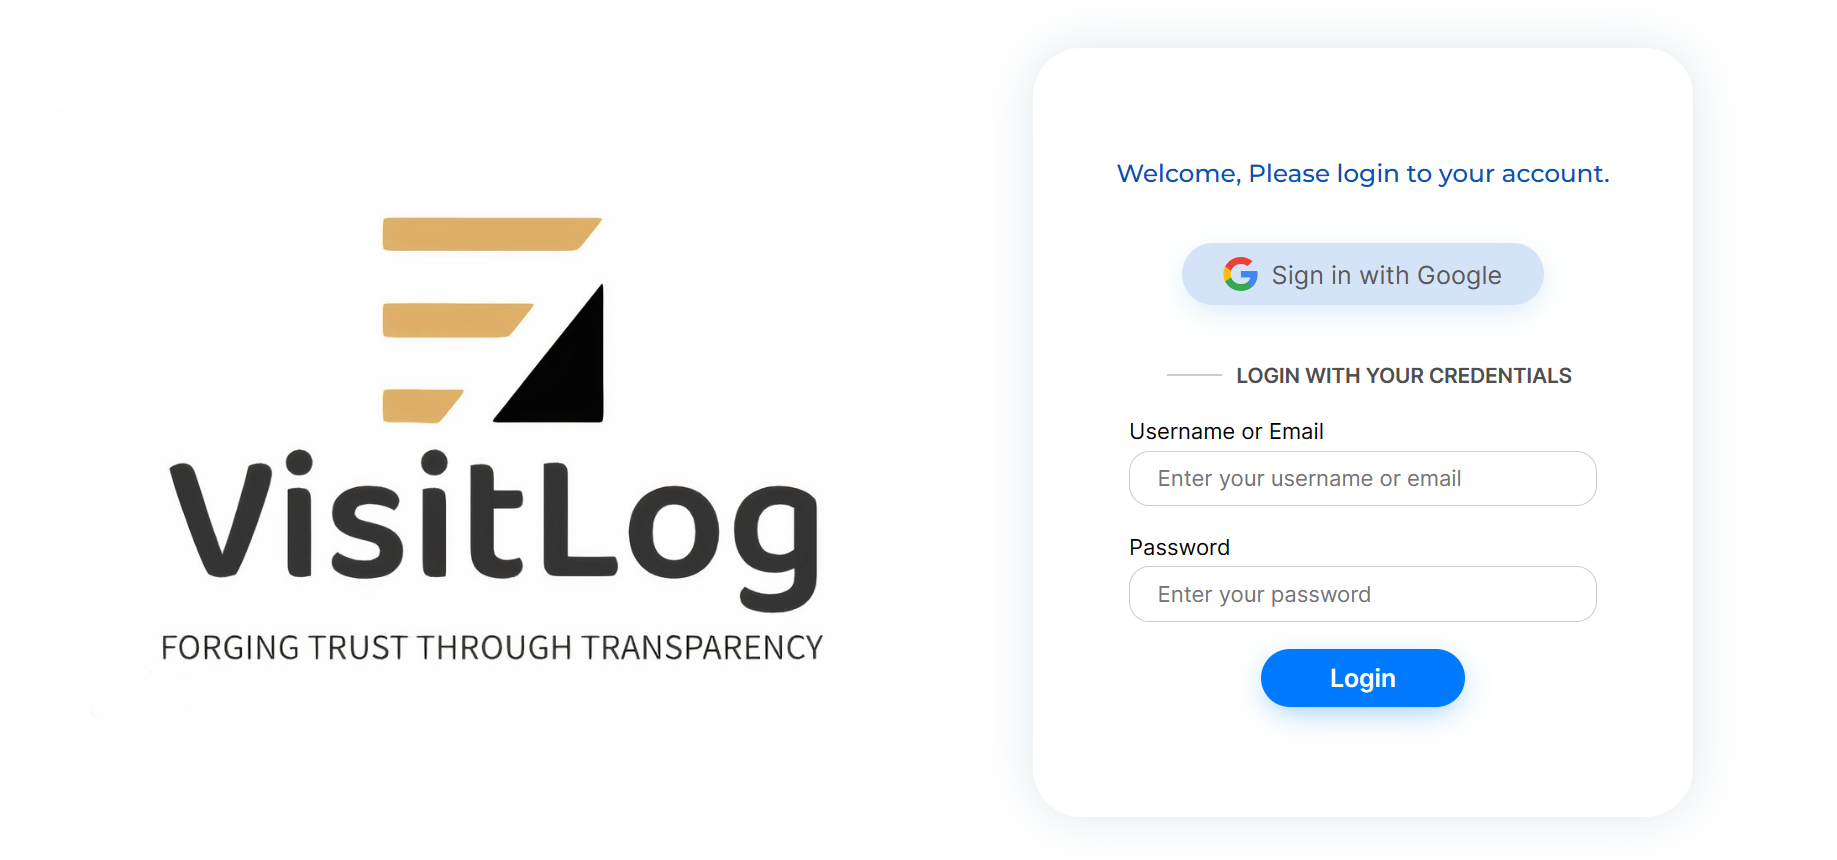 VisitLog
FORGING TRUST THROUGH TRANSPARENCY
Welcome, Please login to your account.
Sign in with Google
LOGIN WITH YOUR CREDENTIALS
Username or Email
Enter your username or email
Password
Enter your password
Login